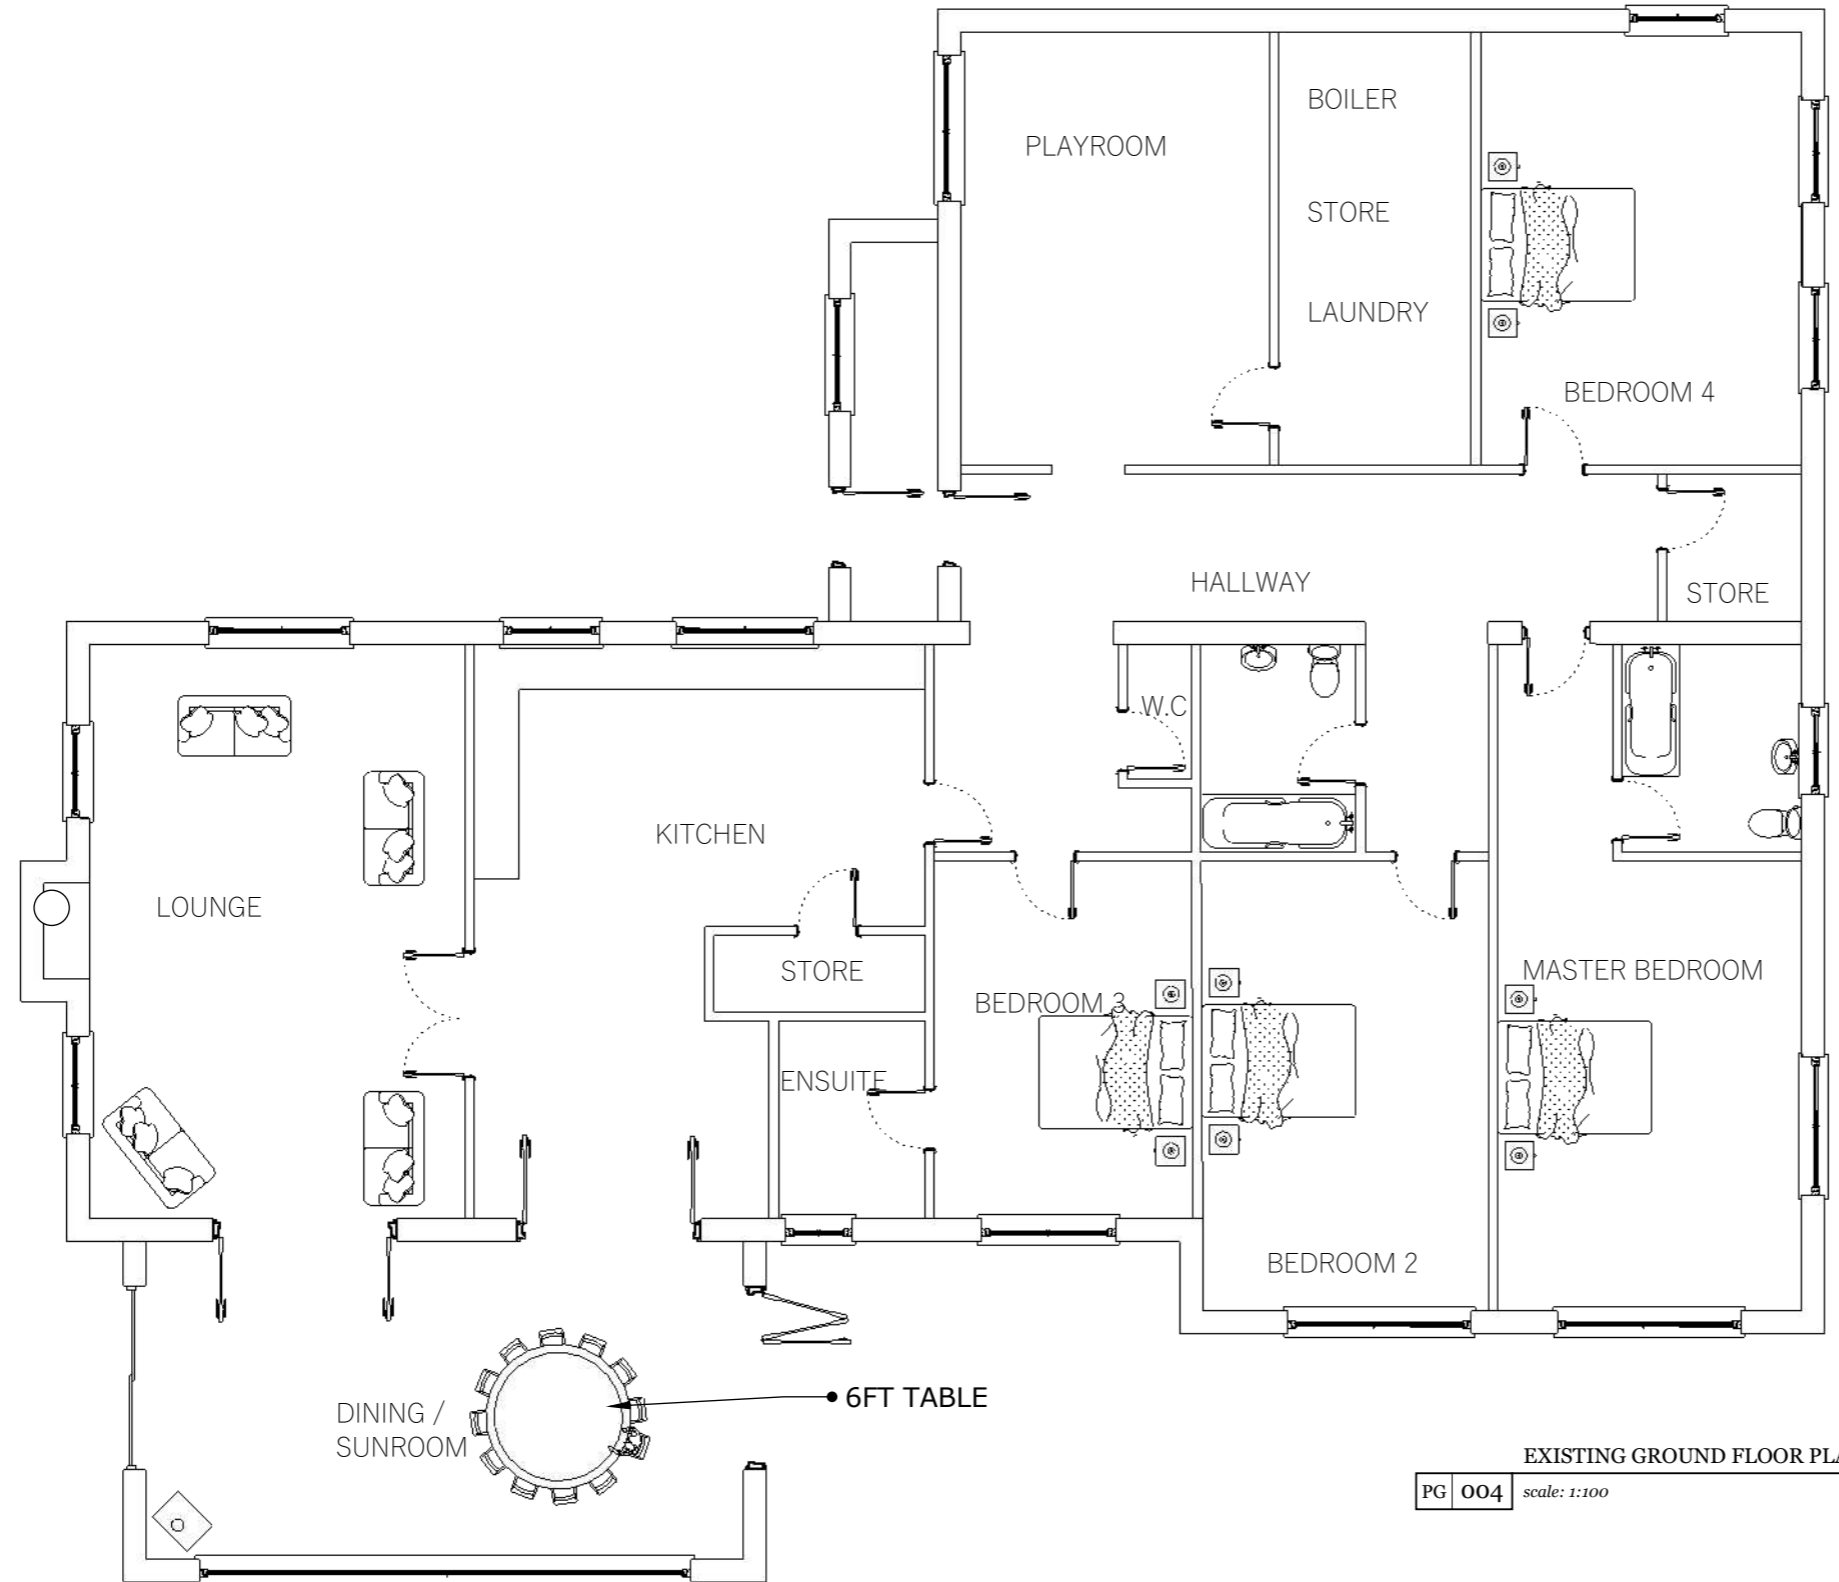 BOILER
PLAYROOM
STORE
LAUNDRY
BEDROOM 4
HALLWAY
STORE
W.C
KITCHEN
LOUNGE
STORE
BEDROOM 3
MASTER BEDROOM
ENSUITE
BEDROOM 2
6FT TABLE
DINING /
SUNROOM
EXISTING GROUND FLOOR PLA
PG 004 scale: 1:100